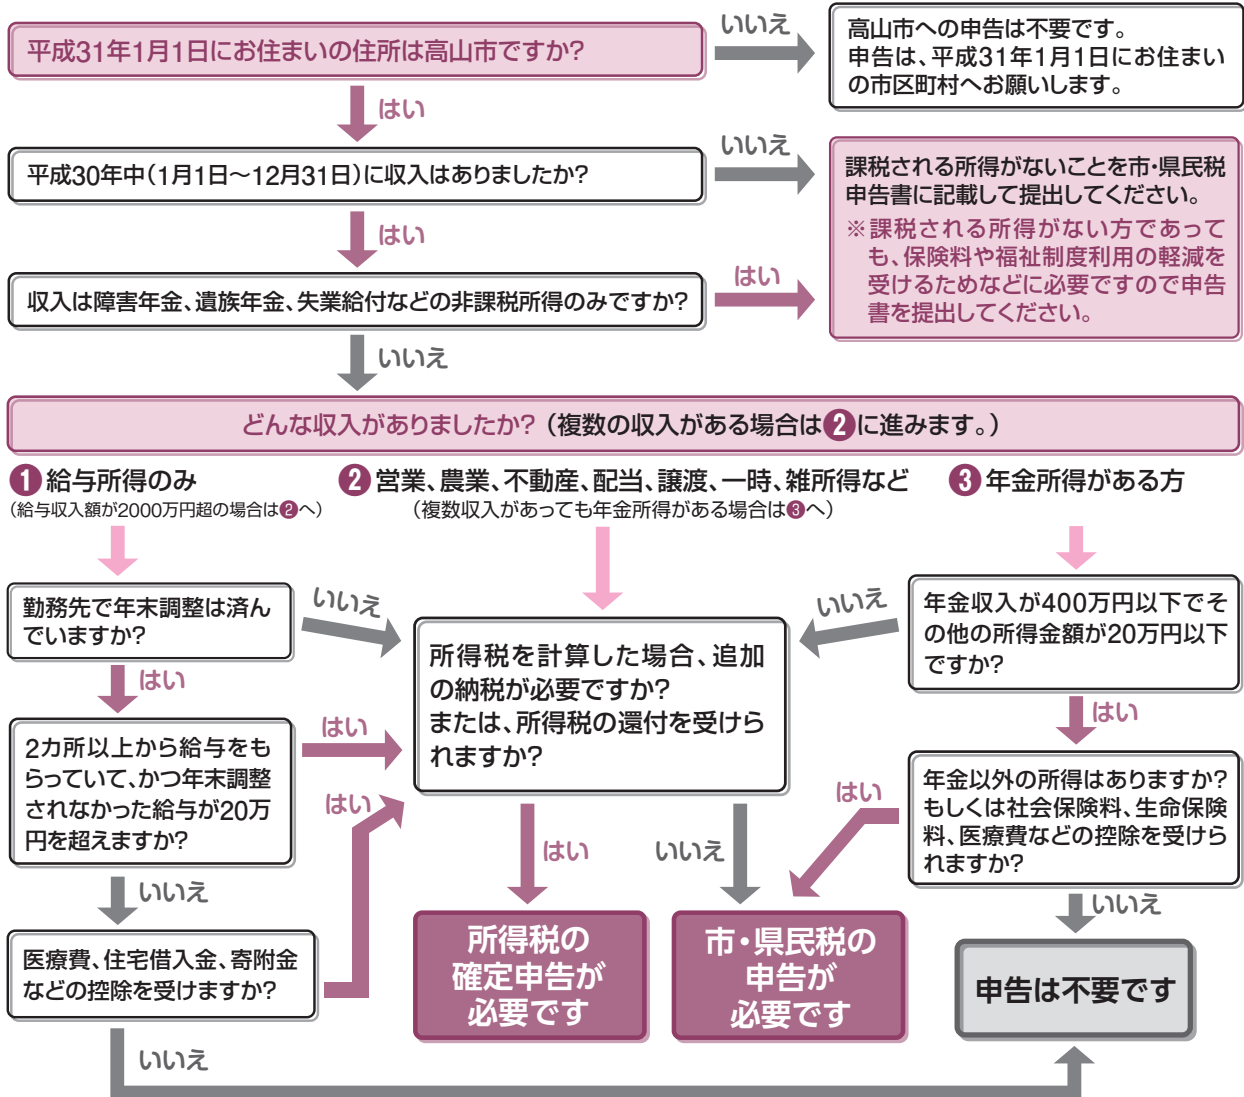 平成31年1月1日にお住まいの住所は高山市ですか?
いいえ
高山市への申告は不要です。
申告は、平成31年1月1日にお住まい
の市区町村へお願いします。
はい
平成30年中(1月1日～12月31日)に収入はありましたか?
いいえ
課税される所得がないことを市・県民税
申告書に記載して提出してください。
※課税される所得がない方であって
も、保険料や福祉制度利用の軽減を
受けるためなどに必要ですので申告
書を提出してください。
はい
収入は障害年金、遺族年金、失業給付などの非課税所得のみですか?
はい
いいえ
どんな収入がありましたか?(複数の収入がある場合は❷に進みます。)
❶給与所得のみ
(給与収入額が2000万円超の場合は❷へ)
❷営業、農業、不動産、配当、譲渡、一時、雑所得など
(複数収入があっても年金所得がある場合は❸へ)
❸年金所得がある方
勤務先で年末調整は済ん
でいますか?
いいえ
はい
2カ所以上から給与をも
らっていて、かつ年末調整
されなかった給与が20万
円を超えますか?
はい
いいえ
医療費、住宅借入金、寄附金
などの控除を受けますか?
はい
いいえ
所得税を計算した場合、追加
の納税が必要ですか?
または、所得税の還付を受けら
れますか?
はい
いいえ
年金収入が400万円以下でそ
の他の所得金額が20万円以下
ですか?
いいえ
はい
年金以外の所得はありますか?
もしくは社会保険料、生命保険
料、医療費などの控除を受けら
れますか?
はい
いいえ
所得税の
確定申告が
必要です
市・県民税の
申告が
必要です
申告は不要です